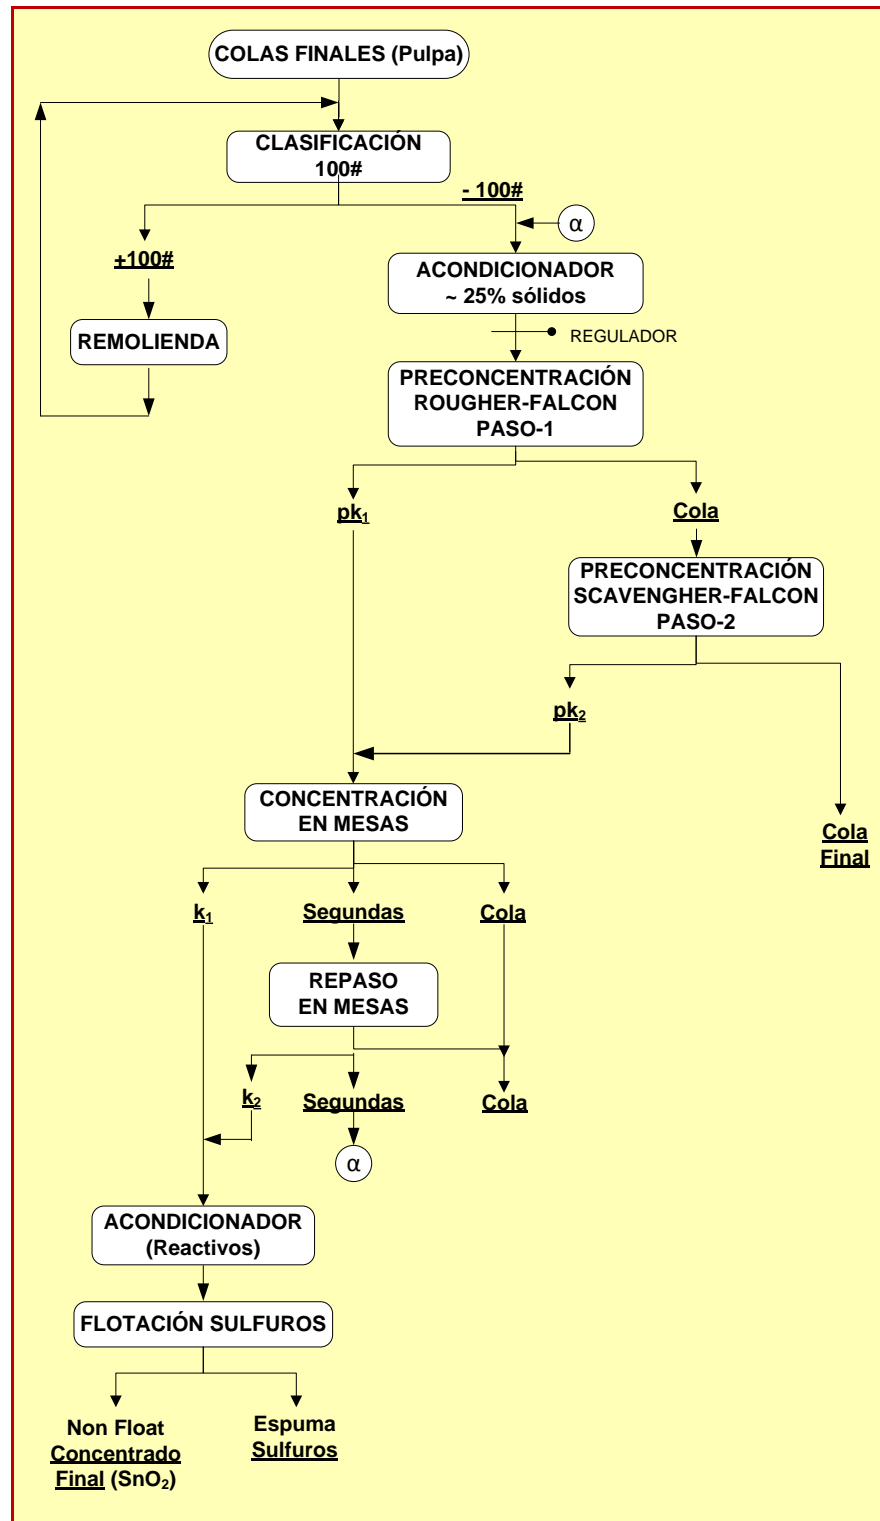 COLAS FINALES (Pulpa)
CLASIFICACIÓN
100#
- 100#
α
+100#
ACONDICIONADOR
~ 25% sólidos
REMOLIENDA
REGULADOR
PRECONCENTRACIÓN
ROUGHER-FALCON
PASO-1
pk₁
Cola
PRECONCENTRACIÓN
SCAVENGHER-FALCON
PASO-2
pk₂
CONCENTRACIÓN
EN MESAS
Cola
Final
k₁
Segundas
Cola
REPASO
EN MESAS
k₂
Segundas
Cola
α
ACONDICIONADOR
(Reactivos)
FLOTACIÓN SULFUROS
Non Float
Concentrado
Final (SnO₂)
Espuma
Sulfuros